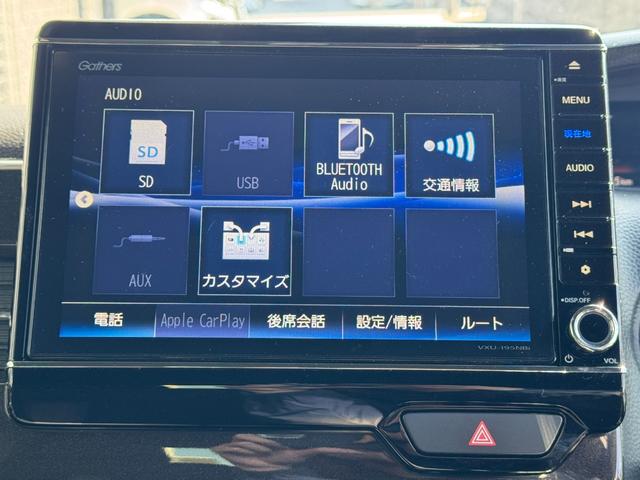 Gathers
AUDIO
SD
SD
USB
BLUETOOTH
Audio
交通情報
AUX
カスタマイズ
電話
Apple CarPlay
後席会話
設定/情報
ルート
VXU-195NBi
MENU
現在地
AUDIO
DISP.OFF
VOL